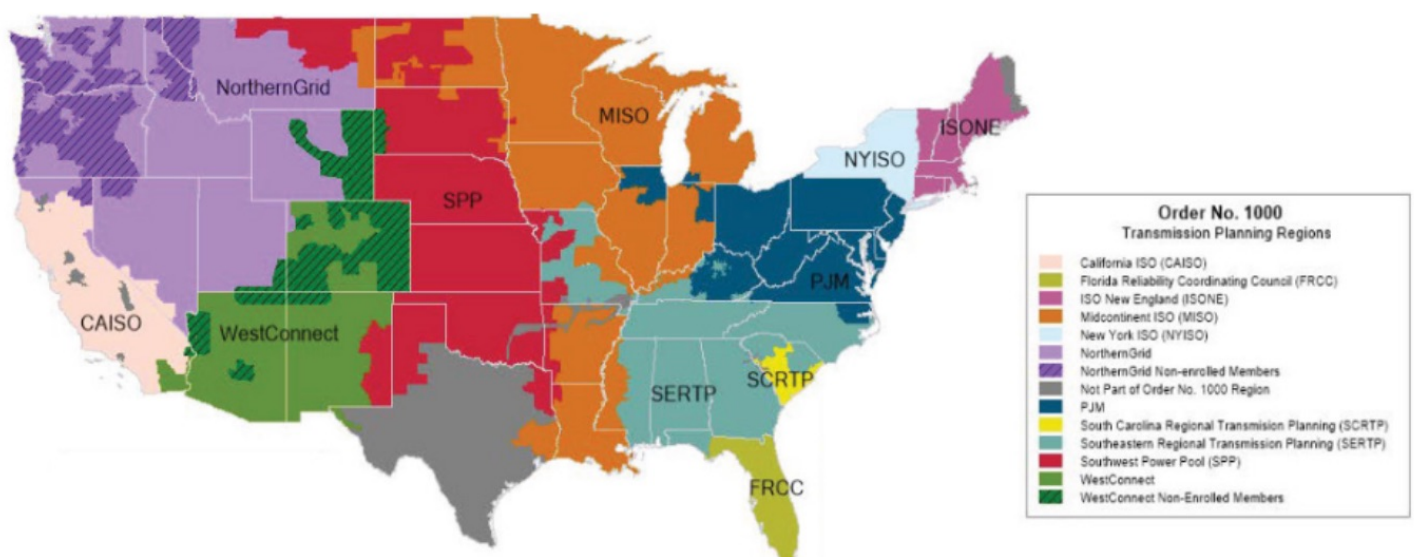 NorthernGrid
MISO
ISONE
NYISO
SPP
PJM
CAISO
WestConnect
SERTP
SCRTP
FRCC
Order No. 1000
Transmission Planning Regions
California ISO (CAISO)
Florida Reliability Coordinating Council (FRCC)
ISO New England (ISONE)
Midcontinent ISO (MISO)
New York ISO (NYISO)
NorthernGrid
NorthernGrid Non-enrolled Members
Not Part of Order No. 1000 Region
PJM
South Carolina Regional Transmision Planning (SCRTP)
Southeastern Regional Transmission Planning (SERTP)
Southwest Power Pool (SPP)
WestConnect
WestConnect Non-Enrolled Members